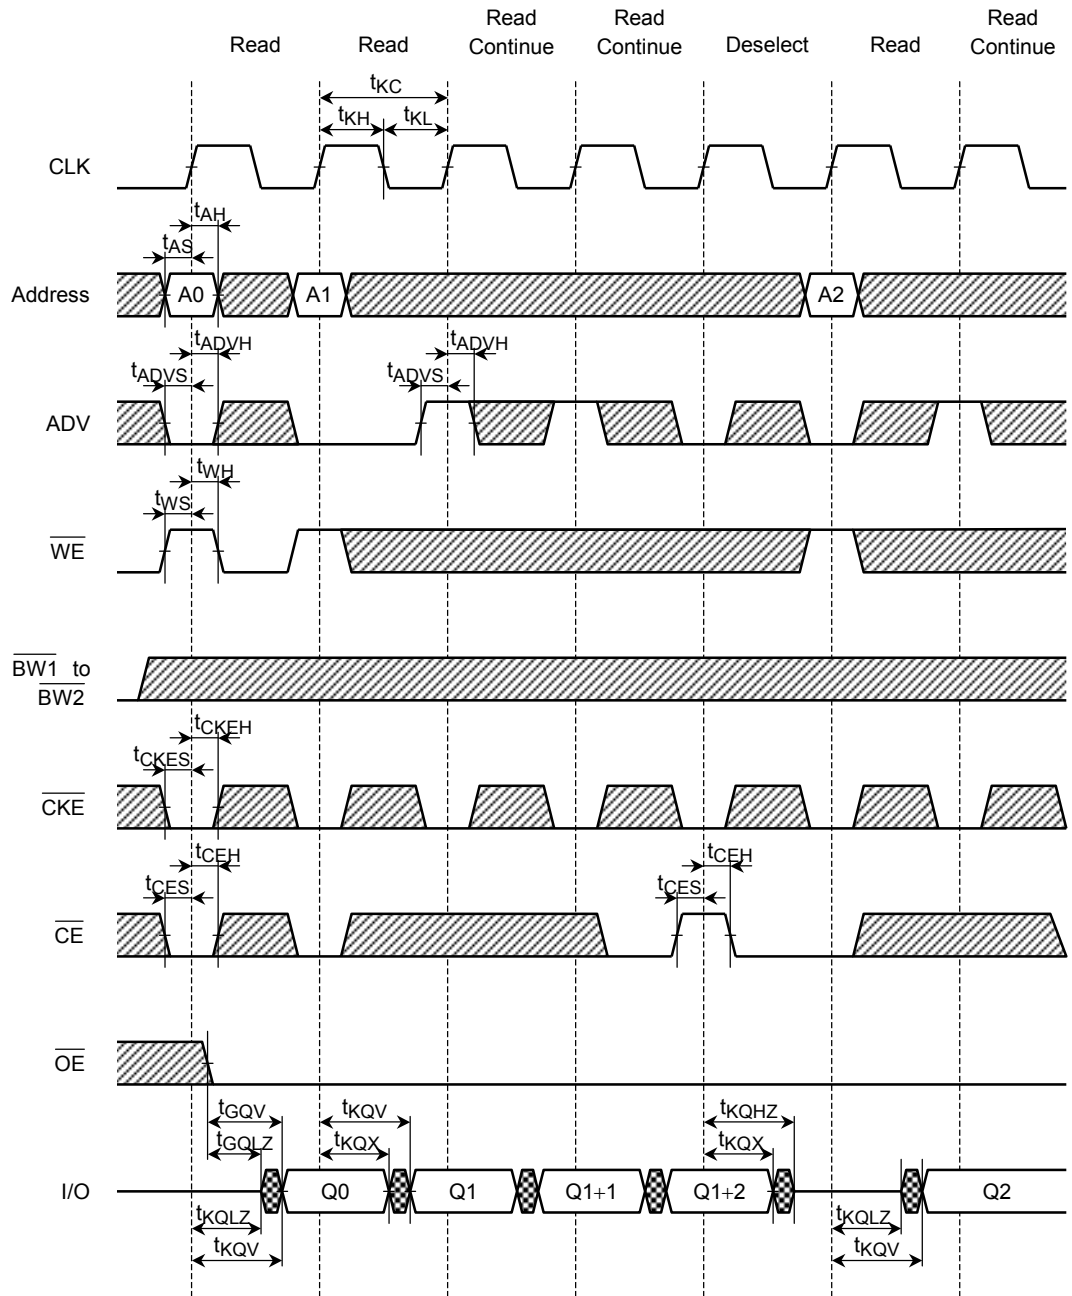 Read
Read
Read
Continue
Read
Continue
Deselect
Read
Read
Continue
tKC
tKH
tKL
CLK
tAH
tAS
Address
A0
A1
A2
tADVH
tADVS
tADVH
tADVS
ADV
tWH
tWS
WE
BW1 to
BW2
tCKEH
tCKES
CKE
tCEH
tCES
tCEH
tCES
CE
OE
tGQV
tGQLZ
tKQV
tKQX
tKQHZ
tKQX
I/O
Q0
Q1
Q1+1
Q1+2
Q2
tKQLZ
tKQV
tKQLZ
tKQV